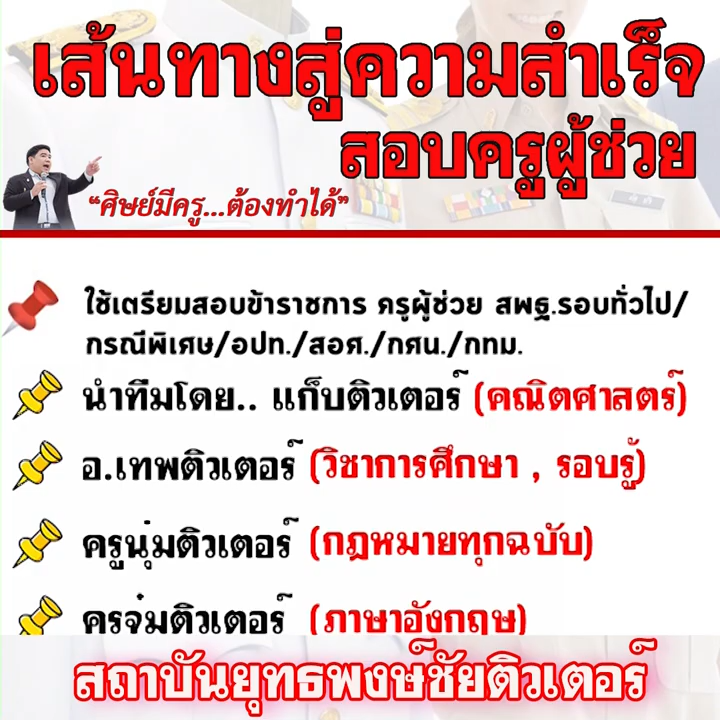 เส้นทางสู่ความสำเร็จ
สอบครูผู้ช่วย
“ศิษย์มีครู...ต้องทำได้”
ใช้เตรียมสอบข้าราชการ ครูผู้ช่วย สพฐ.รอบทั่วไป/
กรณีพิเศษ/อปท./สอศ./กศน./กทม.
นำทีมโดย.. แก๊บติวเตอร์ (คณิตศาสตร์)
อ.เทพติวเตอร์ (วิชาการศึกษา , รอบรู้)
ครูนุ่มติวเตอร์ (กฎหมายทุกฉบับ)
ครูจุ๋มติวเตอร์ (ภาษาอังกฤษ)
สถาบันยุทธพงษ์ชัยติวเตอร์